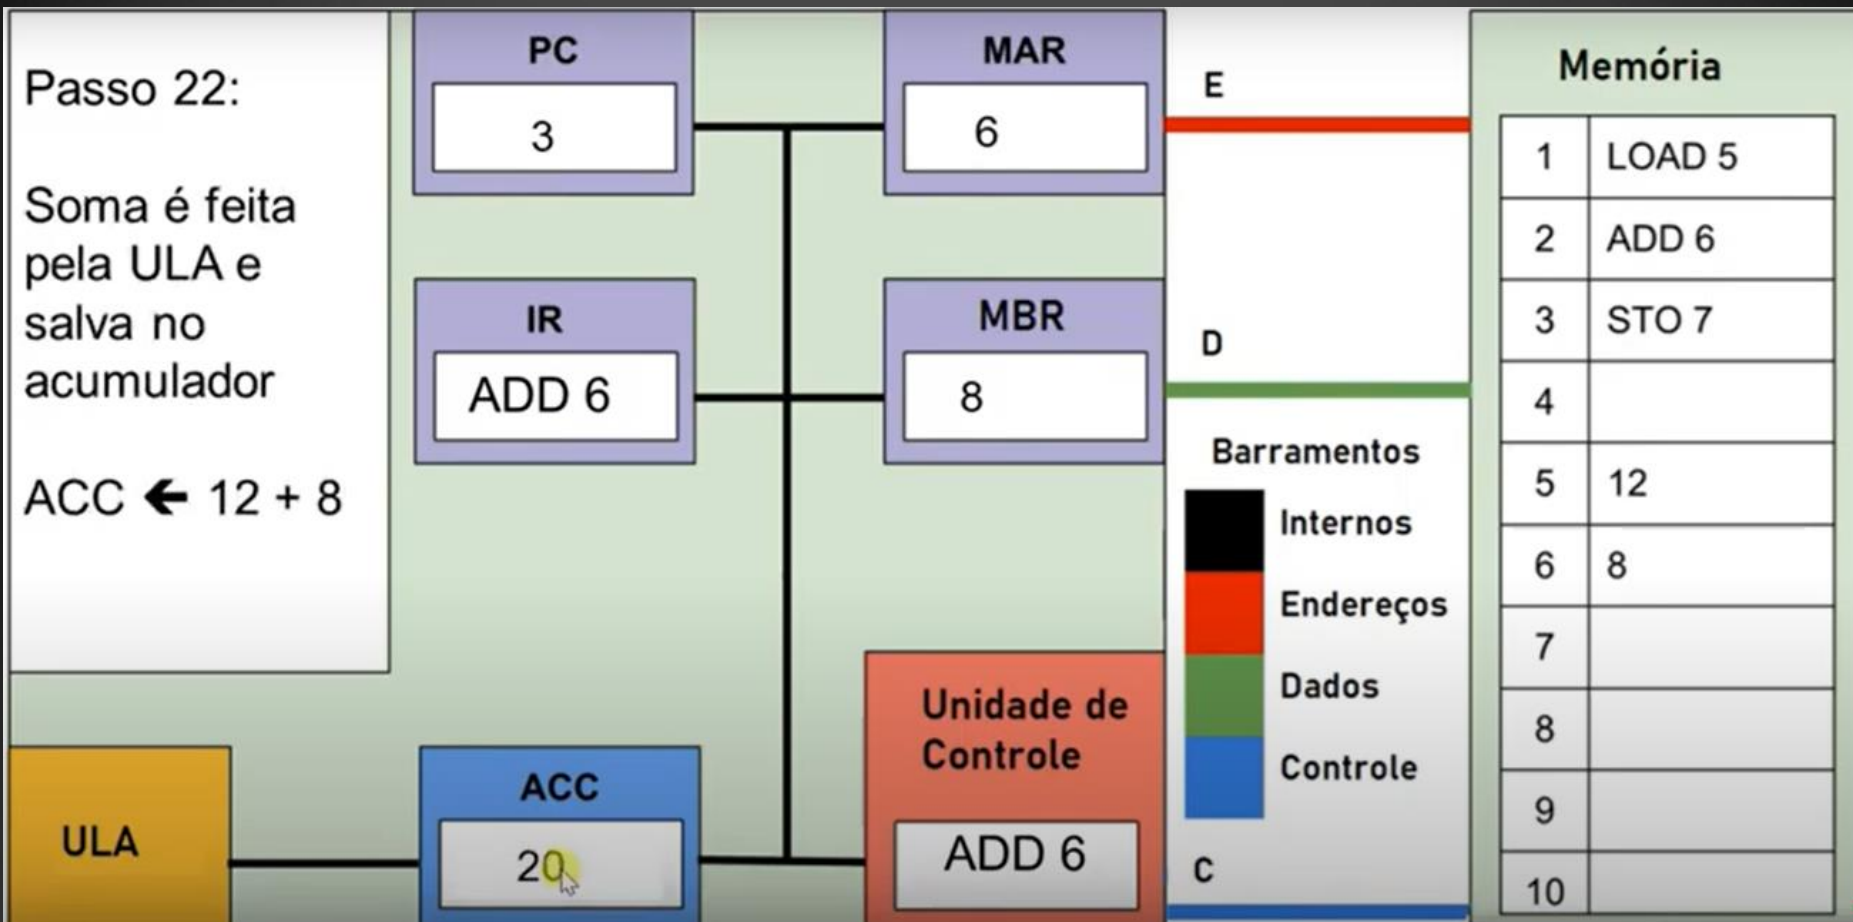 Passo 22:
Soma é feita
pela ULA e
salva no
acumulador
ACC ← 12 + 8
PC
3
MAR
6
IR
ADD 6
MBR
8
ULA
ACC
20
Unidade de
Controle
ADD 6
E
D
Barramentos
Internos
Endereços
Dados
Controle
C
Memória
1 LOAD 5
2 ADD 6
3 STO 7
4
5 12
6 8
7
8
9
10